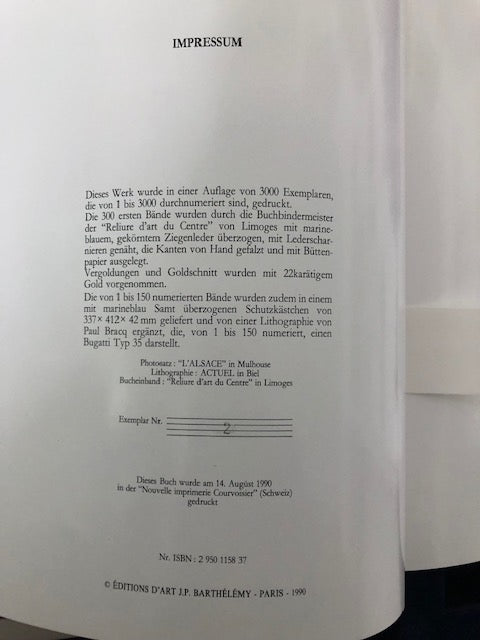 IMPRESSUM
Dieses Werk wurde in einer Auflage von 3000 Exemplaren,
die von 1 bis 3000 durchnumeriert sind, gedruckt.
Die 300 ersten Bände wurden durch die Buchbindermeister
der "Reliure d'art du Centre" von Limoges mit marine-
blauem, gekörntem Ziegenleder überzogen, mit Lederschar-
nieren genäht, die Kanten von Hand gefalzt und mit Bütten-
papier ausgelegt.
Vergoldungen und Goldschnitt wurden mit 22karätigem
Gold vorgenommen.
Die von 1 bis 150 numerierten Bände wurden zudem in einem
mit marineblau Samt überzogenen Schutzkästchen von
337× 412× 42 mm geliefert und von einer Lithographie von
Paul Bracq ergänzt, die, von 1 bis 150 numeriert, einen
Bugatti Typ 35 darstellt.
Photosatz : "L'ALSACE" in Mulhouse
Lithographie : ACTUEL in Biel
Bucheinband : "Reliure d'art du Centre" in Limoges
Exemplar Nr. 2
Dieses Buch wurde am 14. August 1990
in der "Nouvelle imprimerie Courvoisier" (Schweiz)
gedruckt
Nr. ISBN : 2 950 1158 37
© ÉDITIONS D'ART J.P. BARTHÉLÉMY - PARIS - 1990